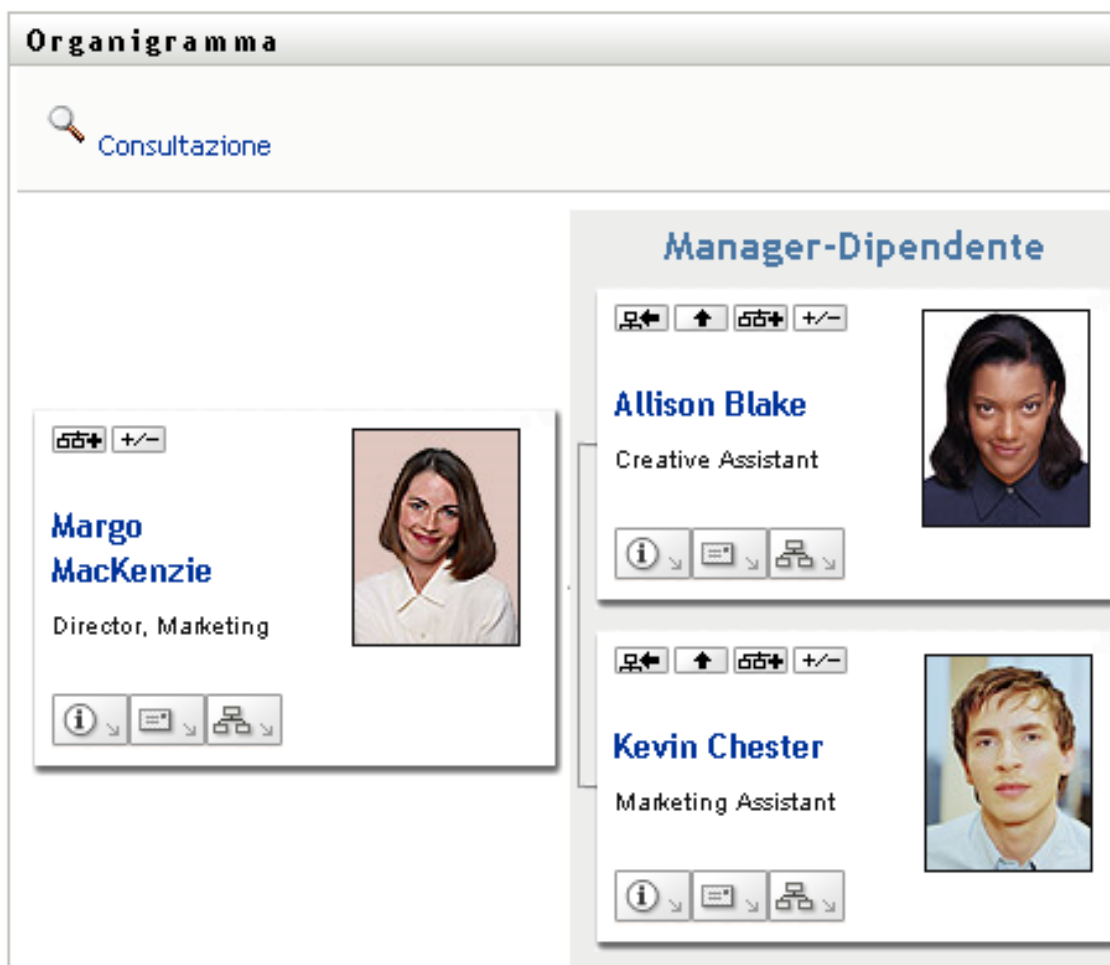 Organigramma
Consultazione
Manager-Dipendente
+/−
Allison Blake
Creative Assistant
+/−
Margo
MacKenzie
Director, Marketing
+/−
Kevin Chester
Marketing Assistant